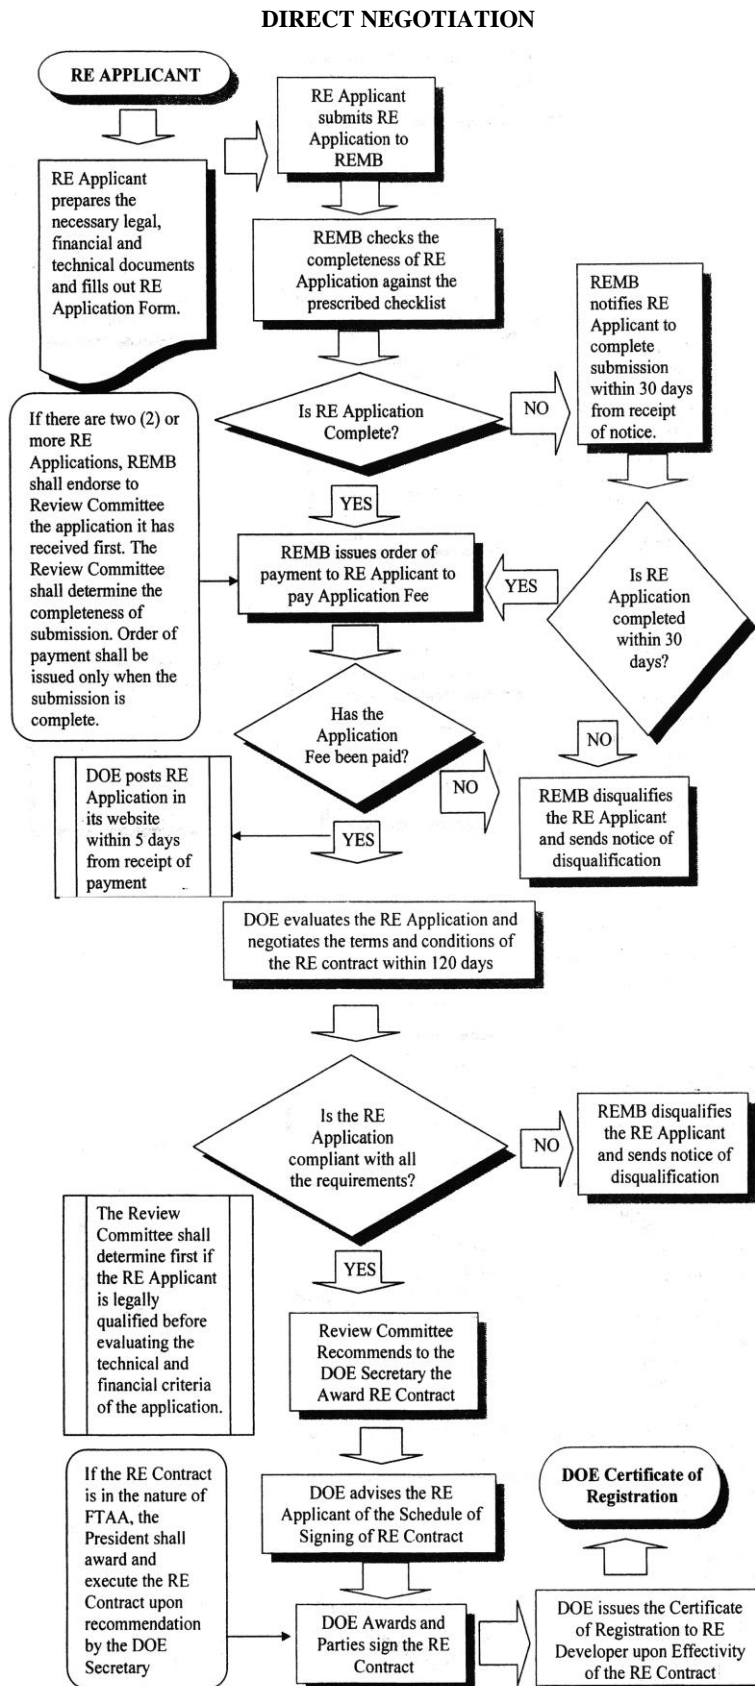 DIRECT NEGOTIATION
RE APPLICANT
RE Applicant
prepares the
necessary legal,
financial and
technical documents
and fills out RE
Application Form.
RE Applicant
submits RE
Application to
REMB
REMB checks the
completeness of RE
Application against the
prescribed checklist
Is RE Application
Complete?
NO
REMB
notifies RE
Applicant to
complete
submission
within 30 days
from receipt
of notice.
If there are two (2) or
more RE
Applications, REMB
shall endorse to
Review Committee
the application it has
received first. The
Review Committee
shall determine the
completeness of
submission. Order of
payment shall be
issued only when the
submission is
complete.
YES
REMB issues order of
payment to RE Applicant to
pay Application Fee
YES
Is RE
Application
completed
within 30
days?
NO
Has the
Application
Fee been paid?
NO
REMB disqualifies
the RE Applicant
and sends notice of
disqualification
YES
DOE posts RE
Application in
its website
within 5 days
from receipt of
payment
DOE evaluates the RE Application and
negotiates the terms and conditions of
the RE contract within 120 days
Is the RE
Application
compliant with all
the requirements?
NO
REMB disqualifies
the RE Applicant
and sends notice of
disqualification
YES
The Review
Committee shall
determine first if
the RE Applicant
is legally
qualified before
evaluating the
technical and
financial criteria
of the application.
Review Committee
Recommends to the
DOE Secretary the
Award RE Contract
DOE advises the RE
Applicant of the Schedule of
Signing of RE Contract
If the RE Contract
is in the nature of
FTAA, the
President shall
award and
execute the RE
Contract upon
recommendation
by the DOE
Secretary
DOE Awards and
Parties sign the RE
Contract
DOE issues the Certificate
of Registration to RE
Developer upon Effectivity
of the RE Contract
DOE Certificate of
Registration